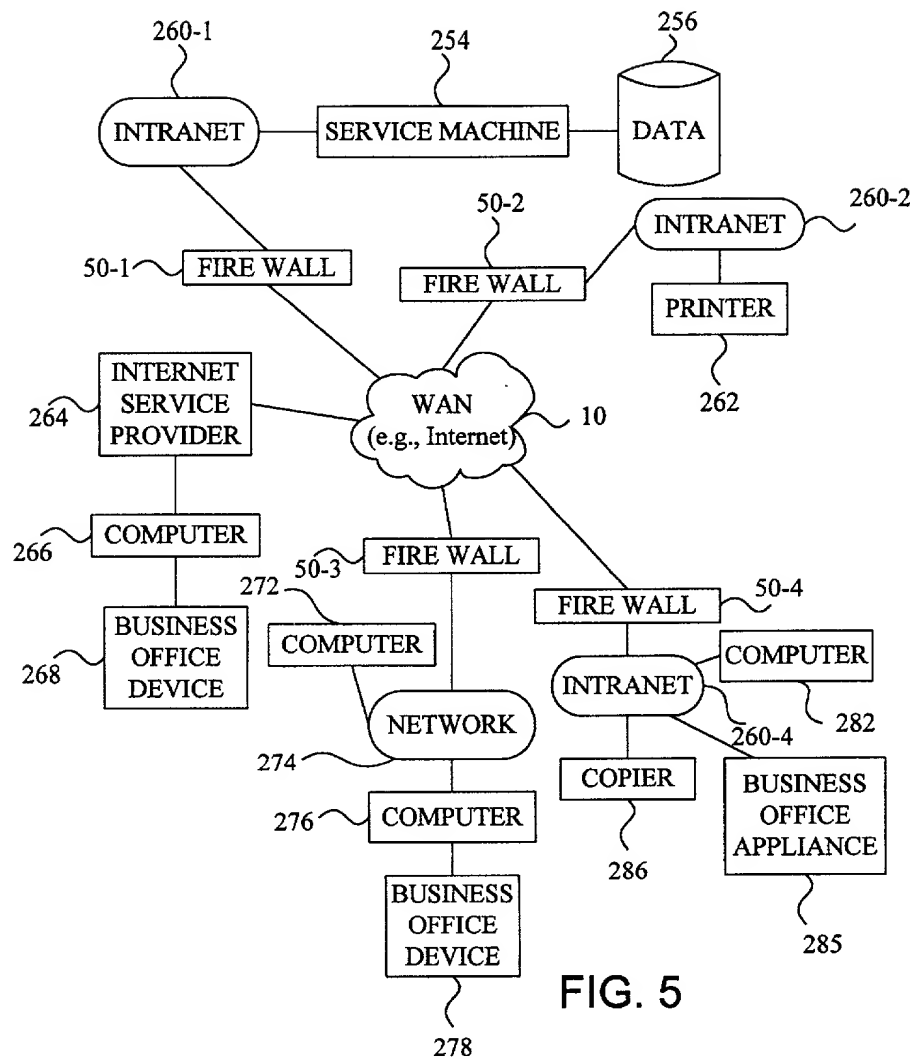 260-1
254
256
INTRANET
SERVICE MACHINE
DATA
50-2
260-2
INTRANET
50-1
FIRE WALL
FIRE WALL
PRINTER
262
INTERNET
SERVICE
PROVIDER
264
WAN
(e.g., Internet)
10
COMPUTER
266
50-3
FIRE WALL
272
50-4
FIRE WALL
BUSINESS
OFFICE
DEVICE
268
COMPUTER
COMPUTER
282
INTRANET
260-4
NETWORK
274
COPIER
286
BUSINESS
OFFICE
APPLIANCE
285
276
COMPUTER
BUSINESS
OFFICE
DEVICE
278
FIG. 5